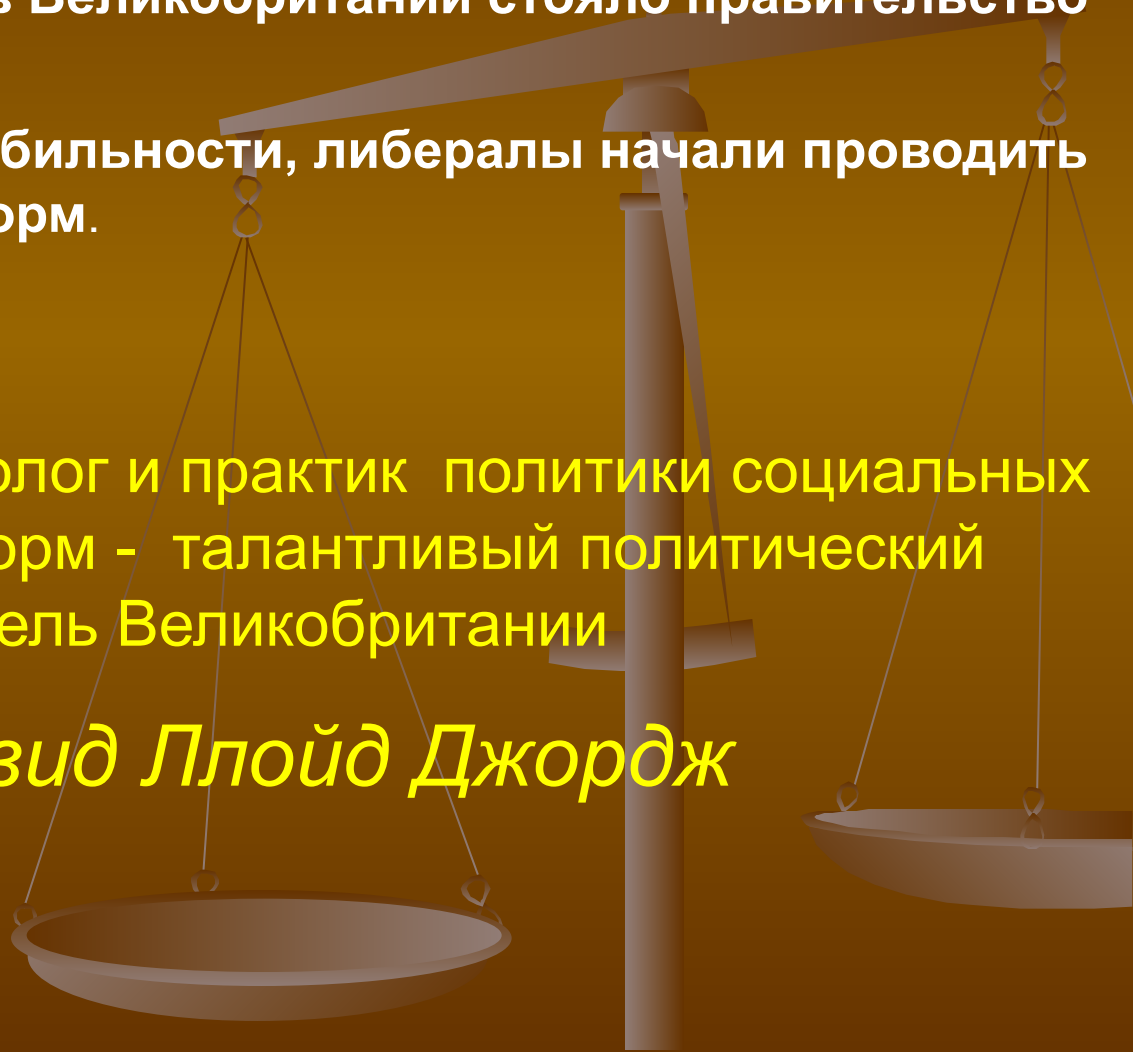 в Великобритании стояло правительство
бильности, либералы начали проводить
орм.
олог и практик политики социальных
орм - талантливый политический
ель Великобритании
вид Ллойд Джордж